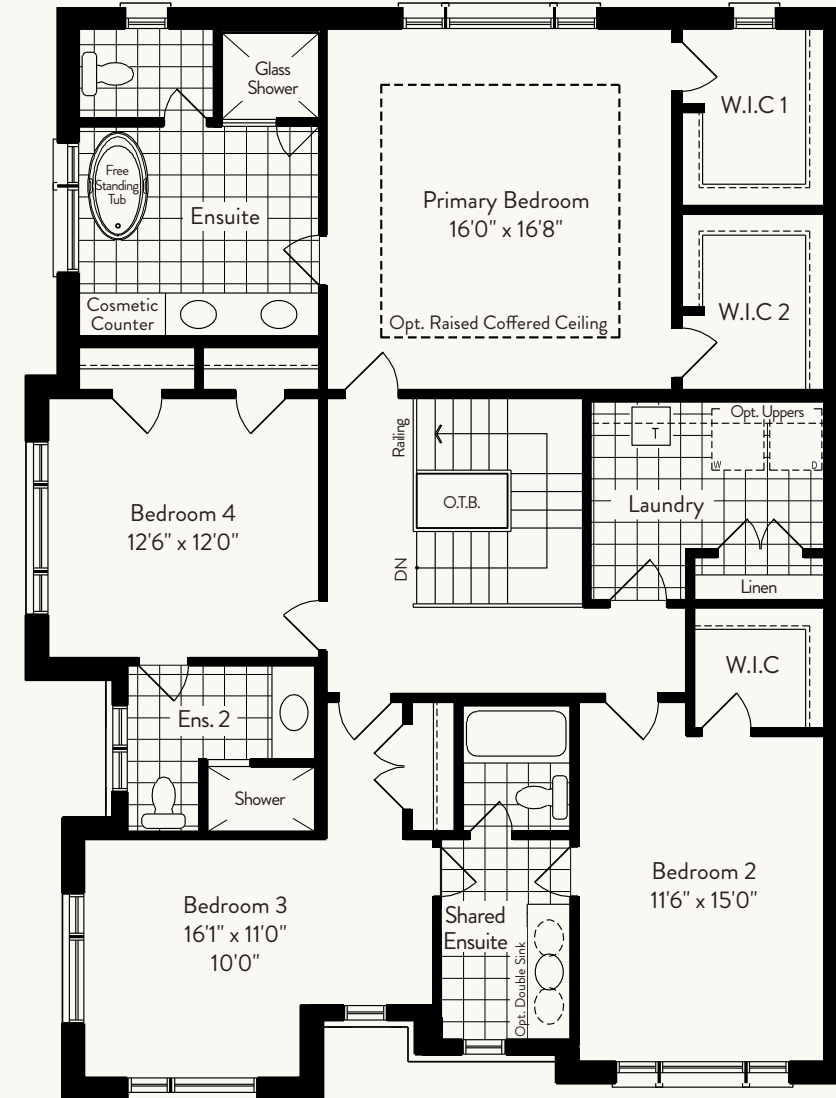 Glass
Shower
W.I.C 1
Free
Standing
Tub
Ensuite
Primary Bedroom
16'0" x 16'8"
Cosmetic
Counter
Opt. Raised Coffered Ceiling
W.I.C 2
Railing
Opt. Uppers
T
W
D
Bedroom 4
12'6" x 12'0"
O.T.B.
Laundry
DN
Linen
W.I.C
Ens. 2
Shower
Bedroom 3
16'1" x 11'0"
10'0"
Shared
Ensuite
Opt. Double Sink
Bedroom 2
11'6" x 15'0"